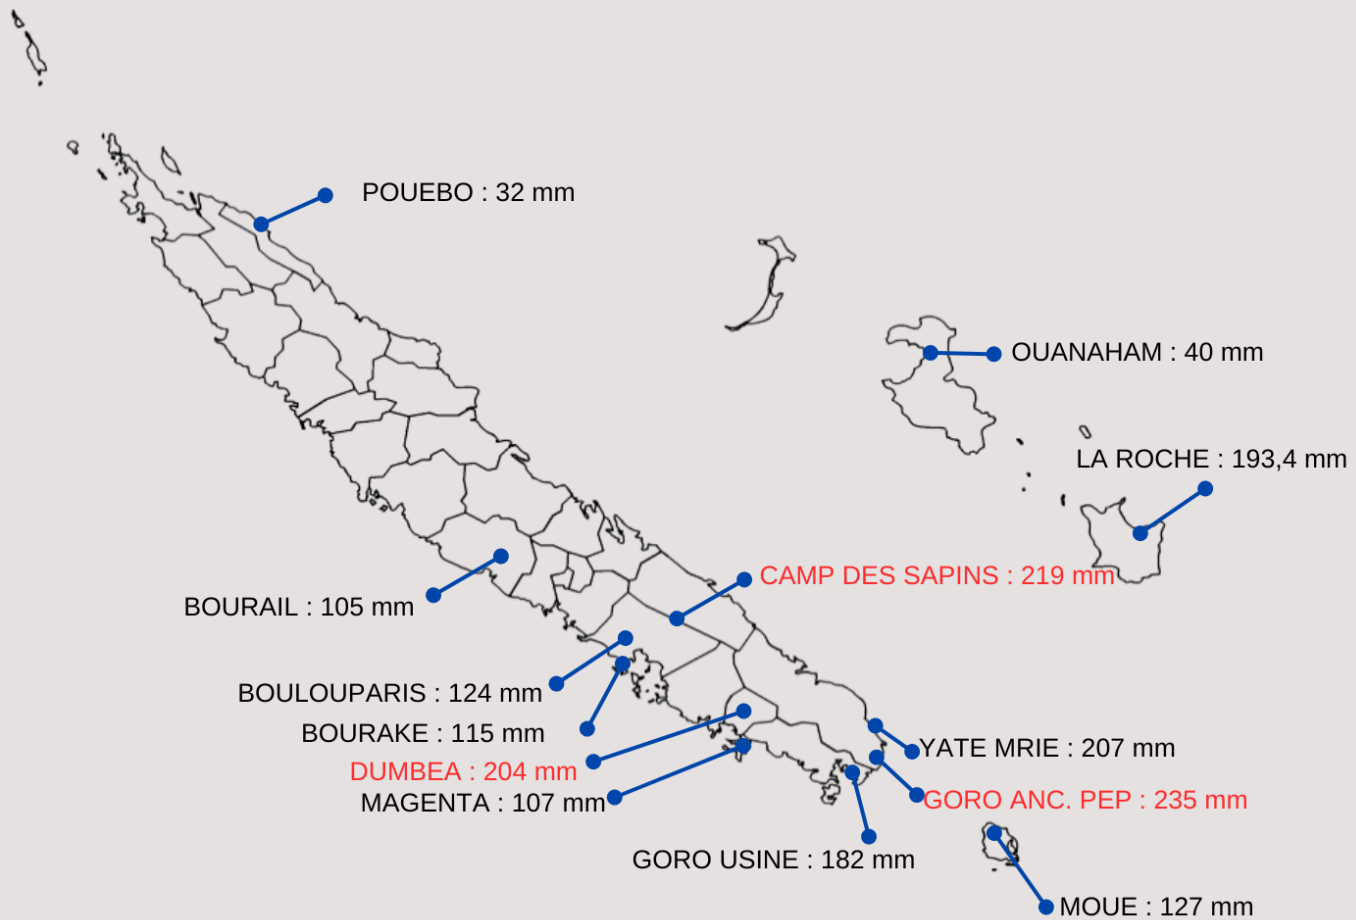 POUEBO : 32 mm
OUANAHAM : 40 mm
LA ROCHE : 193,4 mm
CAMP DES SAPINS : 219 mm
BOURAIL : 105 mm
BOULOUPARIS : 124 mm
BOURAKE : 115 mm
YATE MRIE : 207 mm
DUMBEA : 204 mm
MAGENTA : 107 mm
GORO ANC. PEP : 235 mm
GORO USINE : 182 mm
MOUE : 127 mm